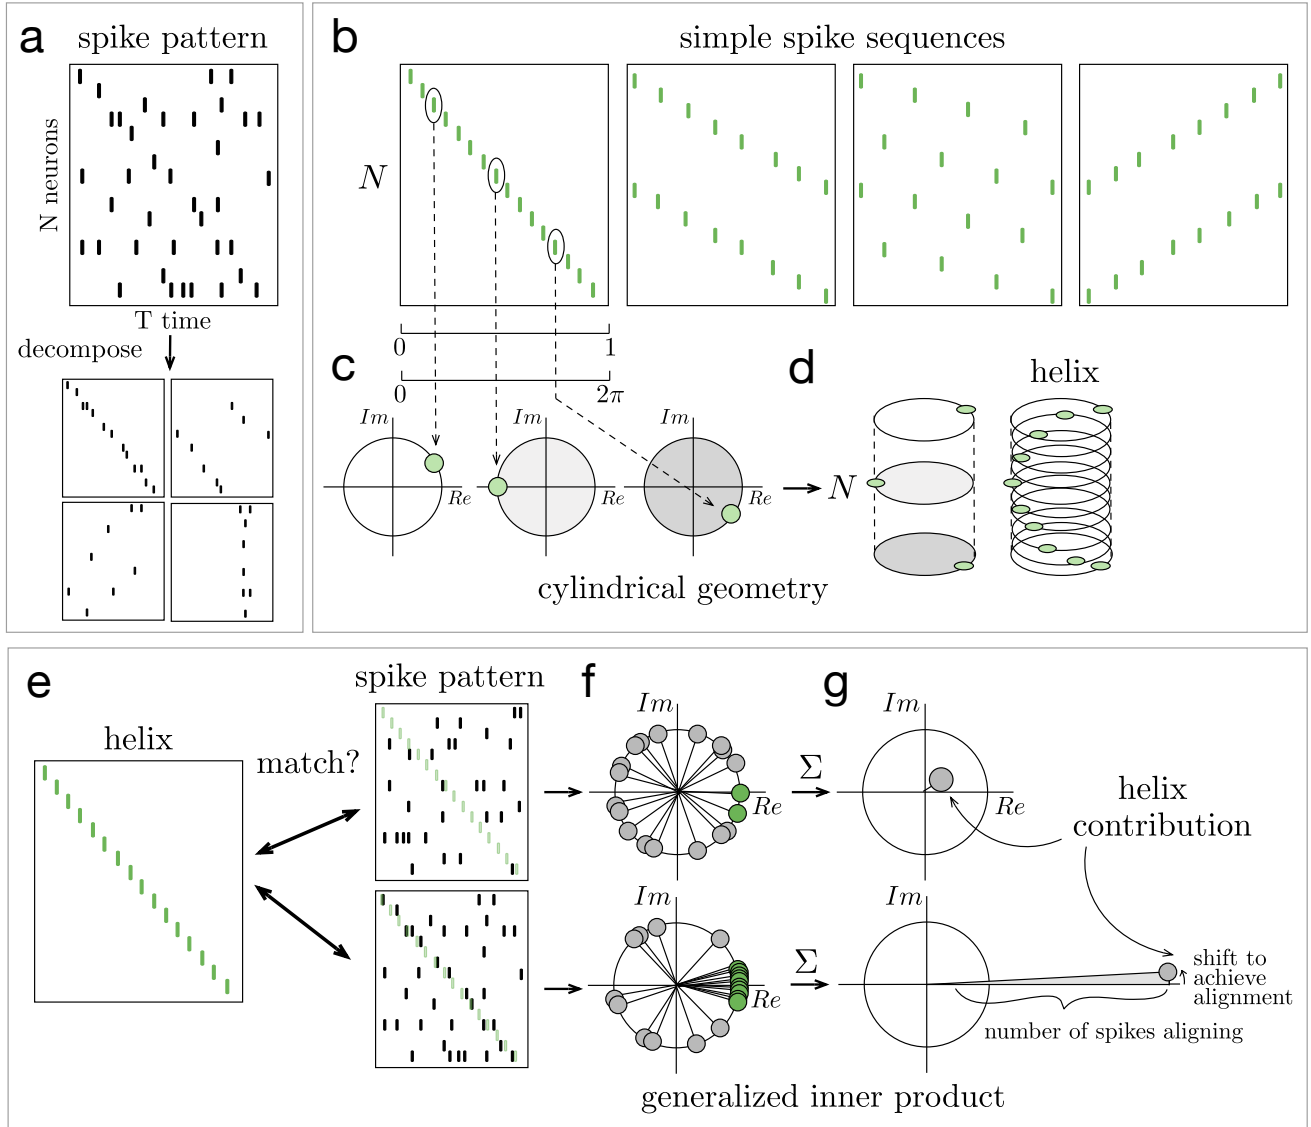 a
spike pattern
N neurons
T time
decompose
b
simple spike sequences
N
0 1
c
0 2π
Im Im Im
Re Re Re
cylindrical geometry
d
helix
N
e
helix
match?
spike pattern
f
Im
Re
Σ
Im
Re
Σ
generalized inner product
g
Im
Re
helix
contribution
Im
shift to
achieve
alignment
number of spikes aligning